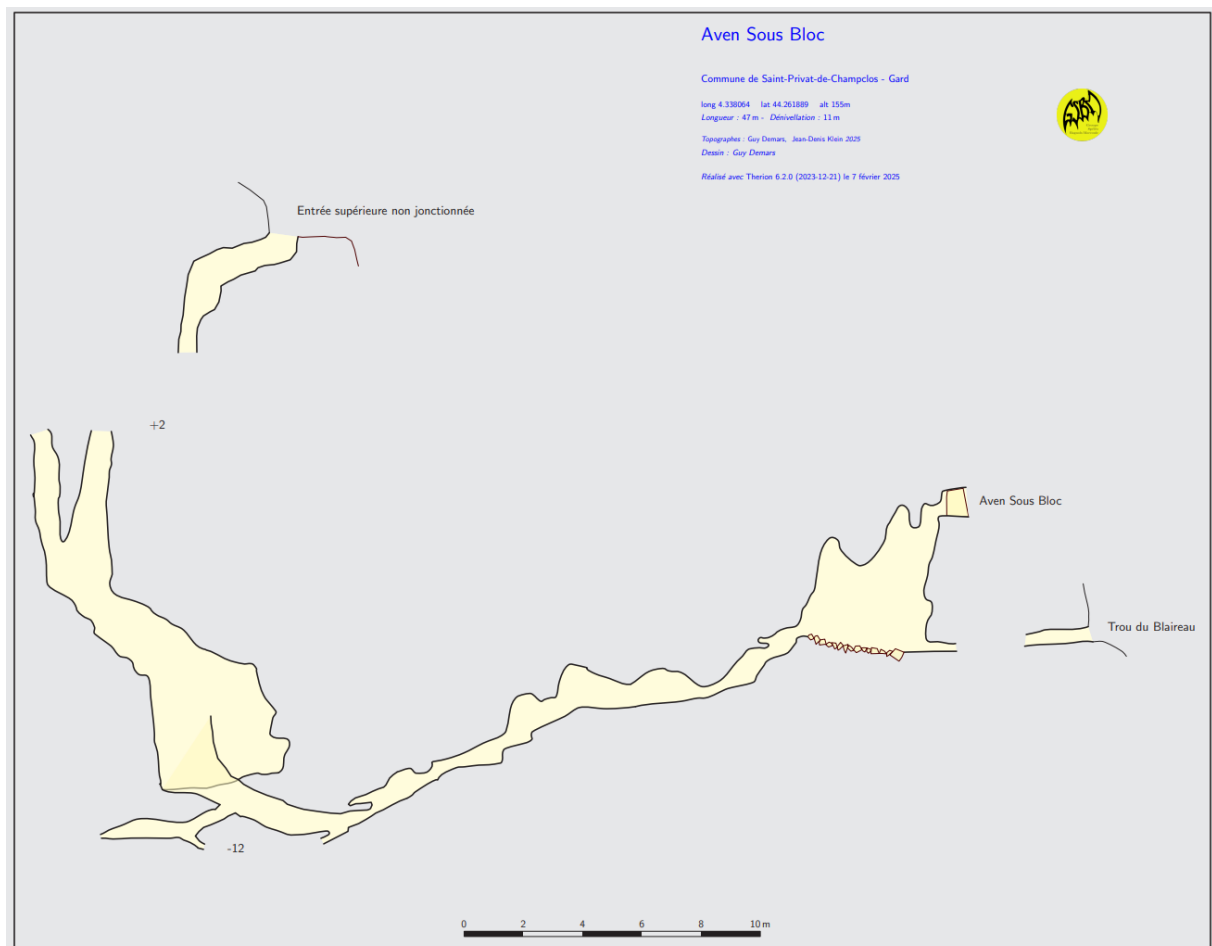 Aven Sous Bloc
Commune de Saint-Privat-de-Champclos - Gard
long 4.338064 lat 44.261889 alt 155m
Longueur : 47 m - Dénivellation : 11 m
Topographes : Guy Demars, Jean-Denis Klein 2025
Dessin : Guy Demars
Réalisé avec Therion 6.2.0 (2023-12-21) le 7 février 2025
Entrée supérieure non jonctionnée
+2
Aven Sous Bloc
Trou du Blaireau
-12
0 2 4 6 8 10 m